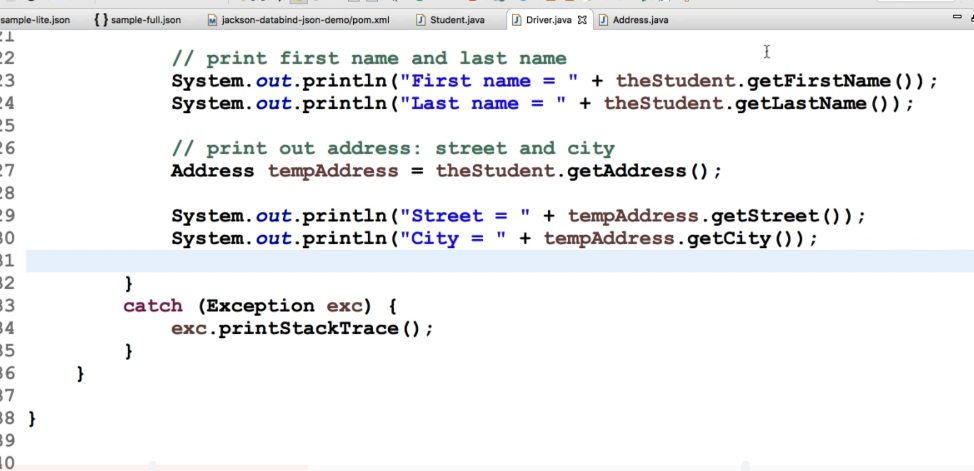 sample-lite.json { } sample-full.json jackson-databind-json-demo/pom.xml Student.java Driver.java Address.java
21
22 // print first name and last name
23 System.out.println("First name = " + theStudent.getFirstName());
24 System.out.println("Last name = " + theStudent.getLastName());
25
26 // print out address: street and city
27 Address tempAddress = theStudent.getAddress();
28
29 System.out.println("Street = " + tempAddress.getStreet());
30 System.out.println("City = " + tempAddress.getCity());
31
32 }
33 catch (Exception exc) {
34 exc.printStackTrace();
35 }
36 }
37
38 }
39
40